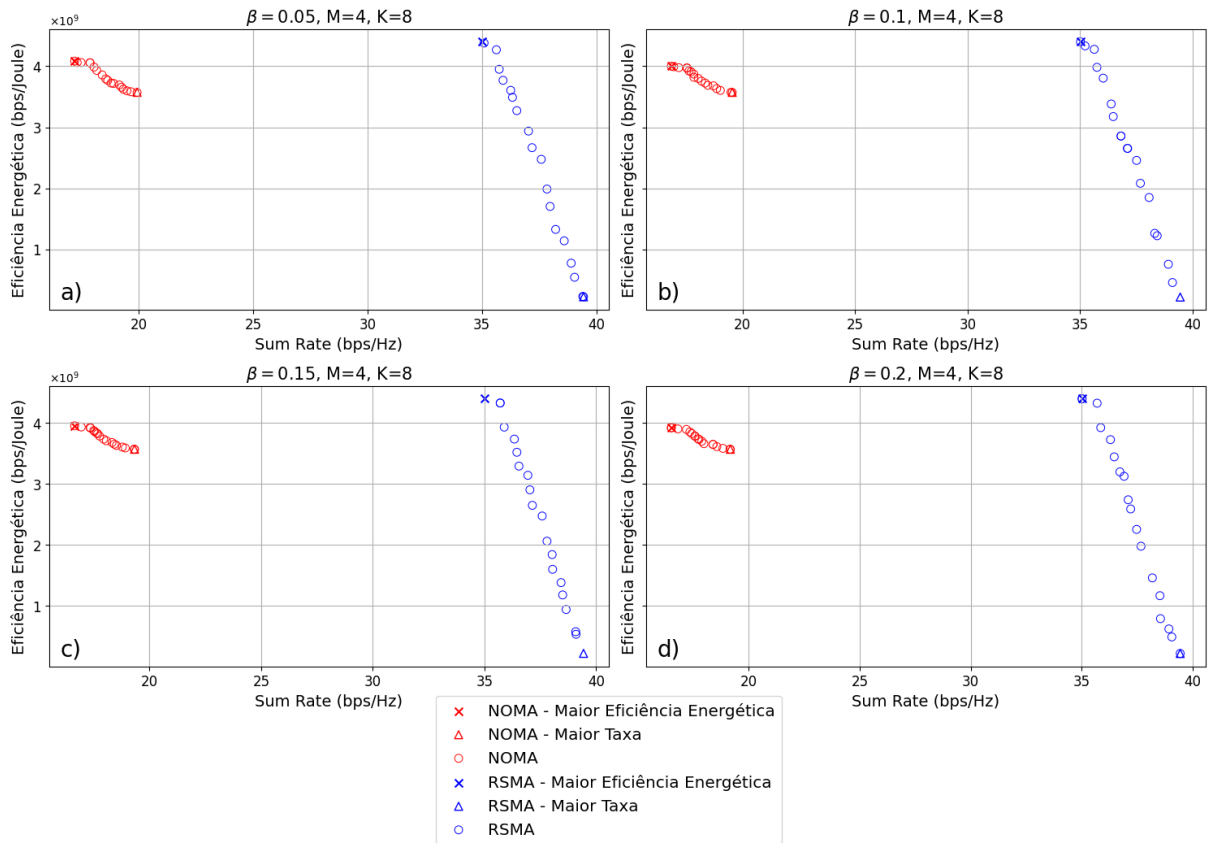 β = 0.05, M=4, K=8
×10⁹
Eficiência Energética (bps/Joule)
4
3
2
1
a)
20 25 30 35 40
Sum Rate (bps/Hz)
β = 0.1, M=4, K=8
Eficiência Energética (bps/Joule)
b)
20 25 30 35 40
Sum Rate (bps/Hz)
β = 0.15, M=4, K=8
×10⁹
Eficiência Energética (bps/Joule)
4
3
2
1
c)
20 25 30 35 40
Sum Rate (bps/Hz)
β = 0.2, M=4, K=8
Eficiência Energética (bps/Joule)
d)
20 25 30 35 40
Sum Rate (bps/Hz)
NOMA - Maior Eficiência Energética
NOMA - Maior Taxa
NOMA
RSMA - Maior Eficiência Energética
RSMA - Maior Taxa
RSMA